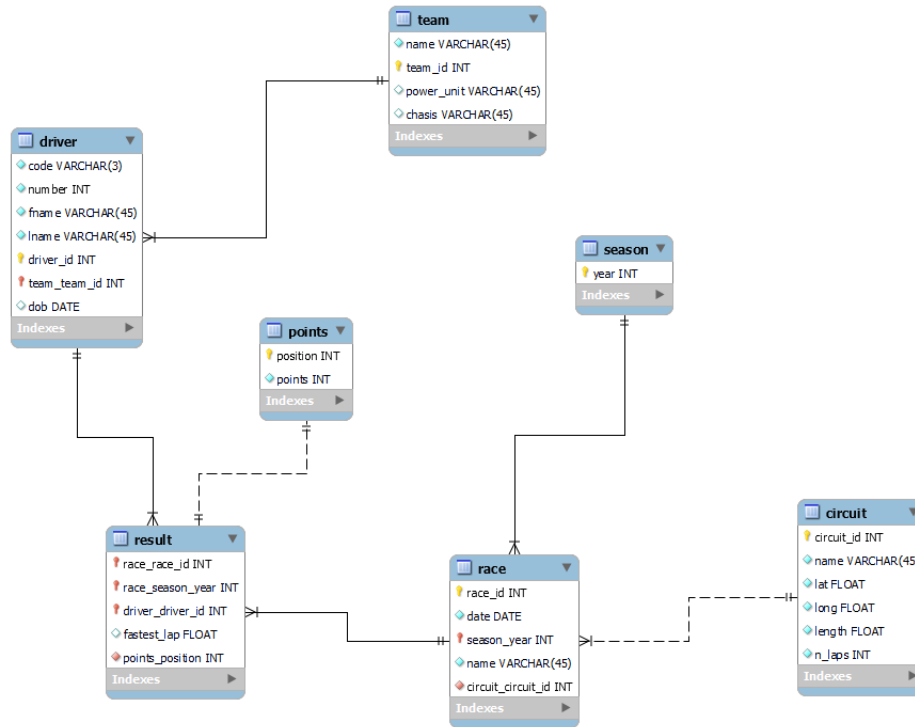 team
name VARCHAR(45)
team_id INT
power_unit VARCHAR(45)
chasis VARCHAR(45)
Indexes
driver
code VARCHAR(3)
number INT
fname VARCHAR(45)
lname VARCHAR(45)
driver_id INT
team_team_id INT
dob DATE
Indexes
season
year INT
Indexes
points
position INT
points INT
Indexes
result
race_race_id INT
race_season_year INT
driver_driver_id INT
fastest_lap FLOAT
points_position INT
Indexes
race
race_id INT
date DATE
season_year INT
name VARCHAR(45)
circuit_circuit_id INT
Indexes
circuit
circuit_id INT
name VARCHAR(45
lat FLOAT
long FLOAT
length FLOAT
n_laps INT
Indexes